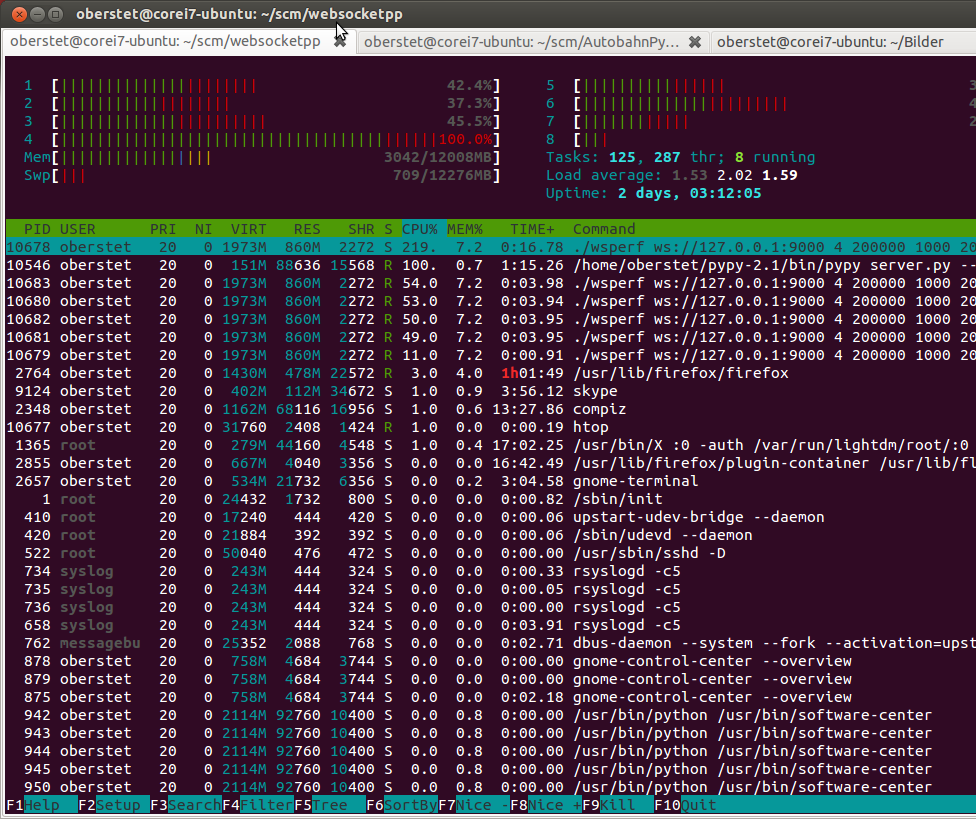 oberstet@corei7-ubuntu: ~/scm/websocketpp
oberstet@corei7-ubuntu: ~/scm/websocketpp oberstet@corei7-ubuntu: ~/scm/AutobahnPy... oberstet@corei7-ubuntu: ~/Bilder
1 [ 42.4%] 5 [ 3
2 [ 37.3%] 6 [ 4
3 [ 45.5%] 7 [ 2
4 [ 100.0%] 8 [
Mem[ 3042/12008MB] Tasks: 125, 287 thr; 8 running
Swp[ 709/12276MB] Load average: 1.53 2.02 1.59
Uptime: 2 days, 03:12:05
PID USER PRI NI VIRT RES SHR S CPU% MEM% TIME+ Command
10678 oberstet 20 0 1973M 860M 2272 S 219. 7.2 0:16.78 ./wsperf ws://127.0.0.1:9000 4 200000 1000 20
10546 oberstet 20 0 151M 88636 15568 R 100. 0.7 1:15.26 /home/oberstet/pypy-2.1/bin/pypy server.py --
10683 oberstet 20 0 1973M 860M 2272 R 54.0 7.2 0:03.98 ./wsperf ws://127.0.0.1:9000 4 200000 1000 20
10680 oberstet 20 0 1973M 860M 2272 R 53.0 7.2 0:03.94 ./wsperf ws://127.0.0.1:9000 4 200000 1000 20
10682 oberstet 20 0 1973M 860M 2272 R 50.0 7.2 0:03.95 ./wsperf ws://127.0.0.1:9000 4 200000 1000 20
10681 oberstet 20 0 1973M 860M 2272 R 49.0 7.2 0:03.95 ./wsperf ws://127.0.0.1:9000 4 200000 1000 20
10679 oberstet 20 0 1973M 860M 2272 R 11.0 7.2 0:00.91 ./wsperf ws://127.0.0.1:9000 4 200000 1000 20
2764 oberstet 20 0 1430M 478M 22572 R 3.0 4.0 1h01:49 /usr/lib/firefox/firefox
9124 oberstet 20 0 402M 112M 34672 S 1.0 0.9 3:56.12 skype
2348 oberstet 20 0 1162M 68116 16956 S 1.0 0.6 13:27.86 compiz
10677 oberstet 20 0 31760 2408 1424 R 1.0 0.0 0:00.19 htop
1365 root 20 0 279M 44160 4548 S 1.0 0.4 17:02.25 /usr/bin/X :0 -auth /var/run/lightdm/root/:0
2855 oberstet 20 0 667M 4040 3356 S 0.0 0.0 16:42.49 /usr/lib/firefox/plugin-container /usr/lib/fl
2657 oberstet 20 0 534M 21732 6356 S 0.0 0.2 3:04.58 gnome-terminal
1 root 20 0 24432 1732 800 S 0.0 0.0 0:00.82 /sbin/init
410 root 20 0 17240 444 420 S 0.0 0.0 0:00.06 upstart-udev-bridge --daemon
420 root 20 0 21884 392 392 S 0.0 0.0 0:00.06 /sbin/udevd --daemon
522 root 20 0 50040 476 472 S 0.0 0.0 0:00.00 /usr/sbin/sshd -D
734 syslog 20 0 243M 444 324 S 0.0 0.0 0:00.33 rsyslogd -c5
735 syslog 20 0 243M 444 324 S 0.0 0.0 0:00.05 rsyslogd -c5
736 syslog 20 0 243M 444 324 S 0.0 0.0 0:00.00 rsyslogd -c5
658 syslog 20 0 243M 444 324 S 0.0 0.0 0:03.91 rsyslogd -c5
762 messagebu 20 0 25352 2088 768 S 0.0 0.0 0:02.71 dbus-daemon --system --fork --activation=upst
878 oberstet 20 0 758M 4684 3744 S 0.0 0.0 0:00.00 gnome-control-center --overview
879 oberstet 20 0 758M 4684 3744 S 0.0 0.0 0:00.00 gnome-control-center --overview
875 oberstet 20 0 758M 4684 3744 S 0.0 0.0 0:02.18 gnome-control-center --overview
942 oberstet 20 0 2114M 92760 10400 S 0.0 0.8 0:00.00 /usr/bin/python /usr/bin/software-center
943 oberstet 20 0 2114M 92760 10400 S 0.0 0.8 0:00.00 /usr/bin/python /usr/bin/software-center
944 oberstet 20 0 2114M 92760 10400 S 0.0 0.8 0:00.00 /usr/bin/python /usr/bin/software-center
945 oberstet 20 0 2114M 92760 10400 S 0.0 0.8 0:00.00 /usr/bin/python /usr/bin/software-center
950 oberstet 20 0 2114M 92760 10400 S 0.0 0.8 0:00.00 /usr/bin/python /usr/bin/software-center
F1Help F2Setup F3SearchF4FilterF5Tree F6SortByF7Nice -F8Nice +F9Kill F10Quit